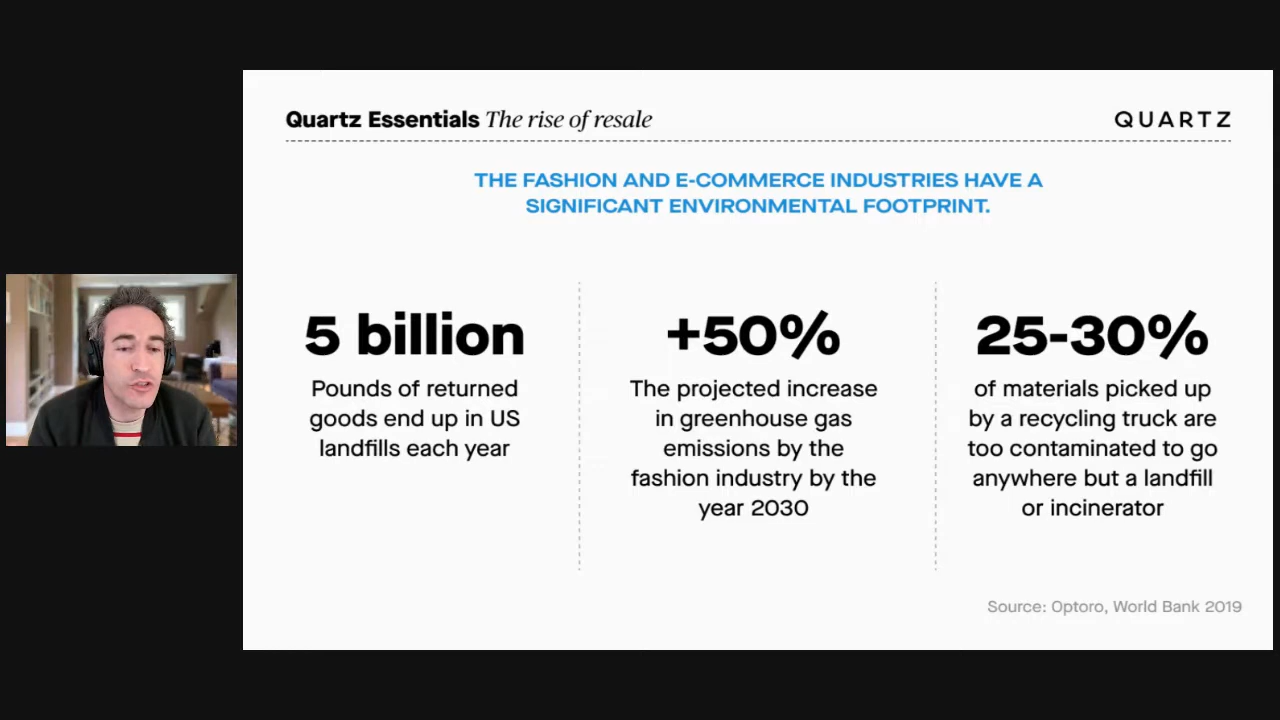 Quartz Essentials The rise of resale
QUARTZ
THE FASHION AND E-COMMERCE INDUSTRIES HAVE A
SIGNIFICANT ENVIRONMENTAL FOOTPRINT.
5 billion
Pounds of returned
goods end up in US
landfills each year
+50%
The projected increase
in greenhouse gas
emissions by the
fashion industry by the
year 2030
25-30%
of materials picked up
by a recycling truck are
too contaminated to go
anywhere but a landfill
or incinerator
Source: Optoro, World Bank 2019